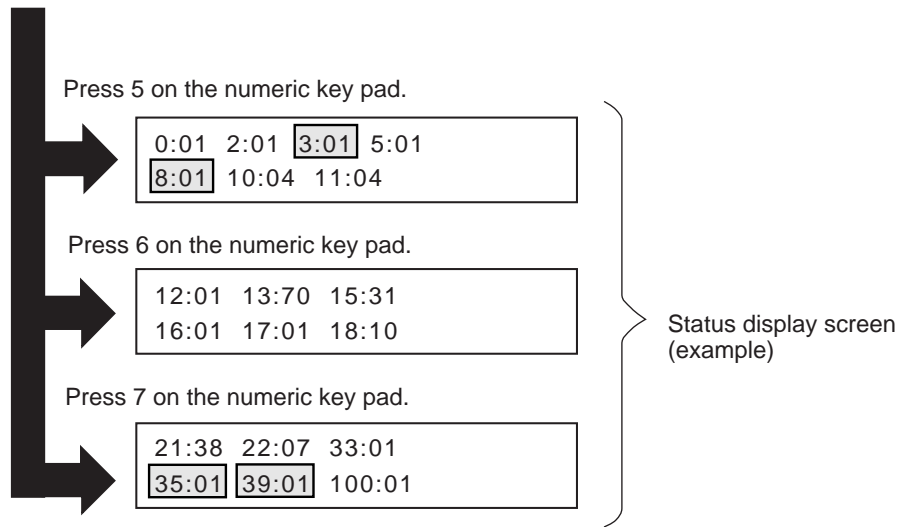 Press 5 on the numeric key pad.
0:01 2:01 3:01 5:01
8:01 10:04 11:04
Press 6 on the numeric key pad.
12:01 13:70 15:31
16:01 17:01 18:10
Status display screen
(example)
Press 7 on the numeric key pad.
21:38 22:07 33:01
35:01 39:01 100:01